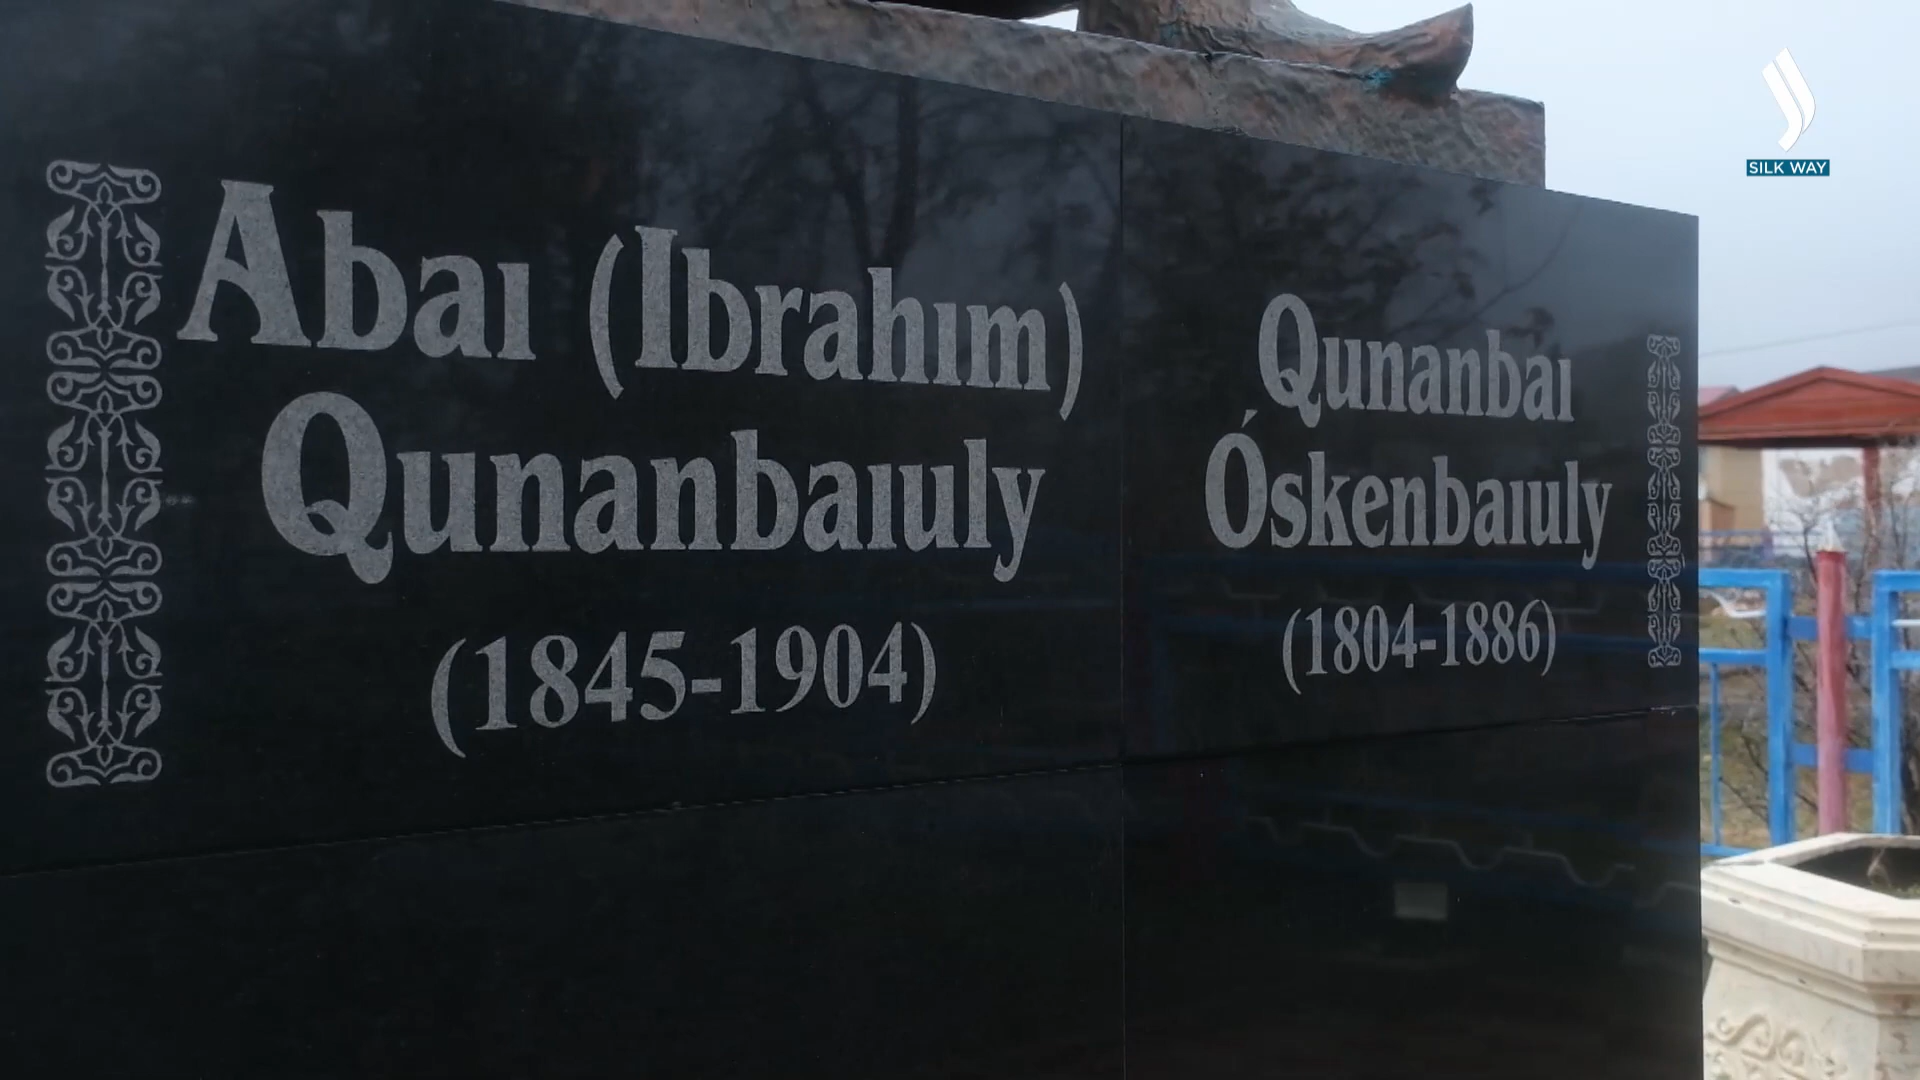 Abaı (Ibrahım)
Qunanbaıuly
(1845-1904)
Qunanbaı
Óskenbaıuly
(1804-1886)
SILK WAY